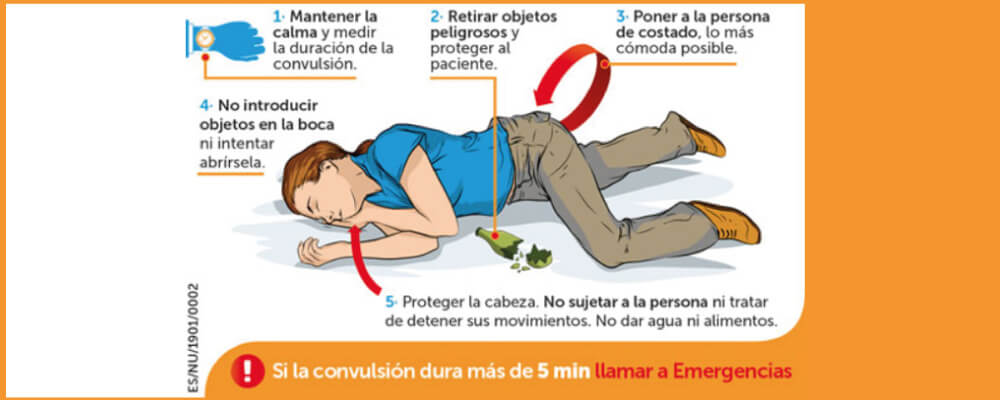 1· Mantener la
calma y medir
la duración de la
convulsión.
2· Retirar objetos
peligrosos y
proteger al
paciente.
3· Poner a la persona
de costado, lo más
cómoda posible.
4· No introducir
objetos en la boca
ni intentar
abrírsela.
5· Proteger la cabeza. No sujetar a la persona ni tratar
de detener sus movimientos. No dar agua ni alimentos.
ES/NU/1901/0002
! Si la convulsión dura más de 5 min llamar a Emergencias